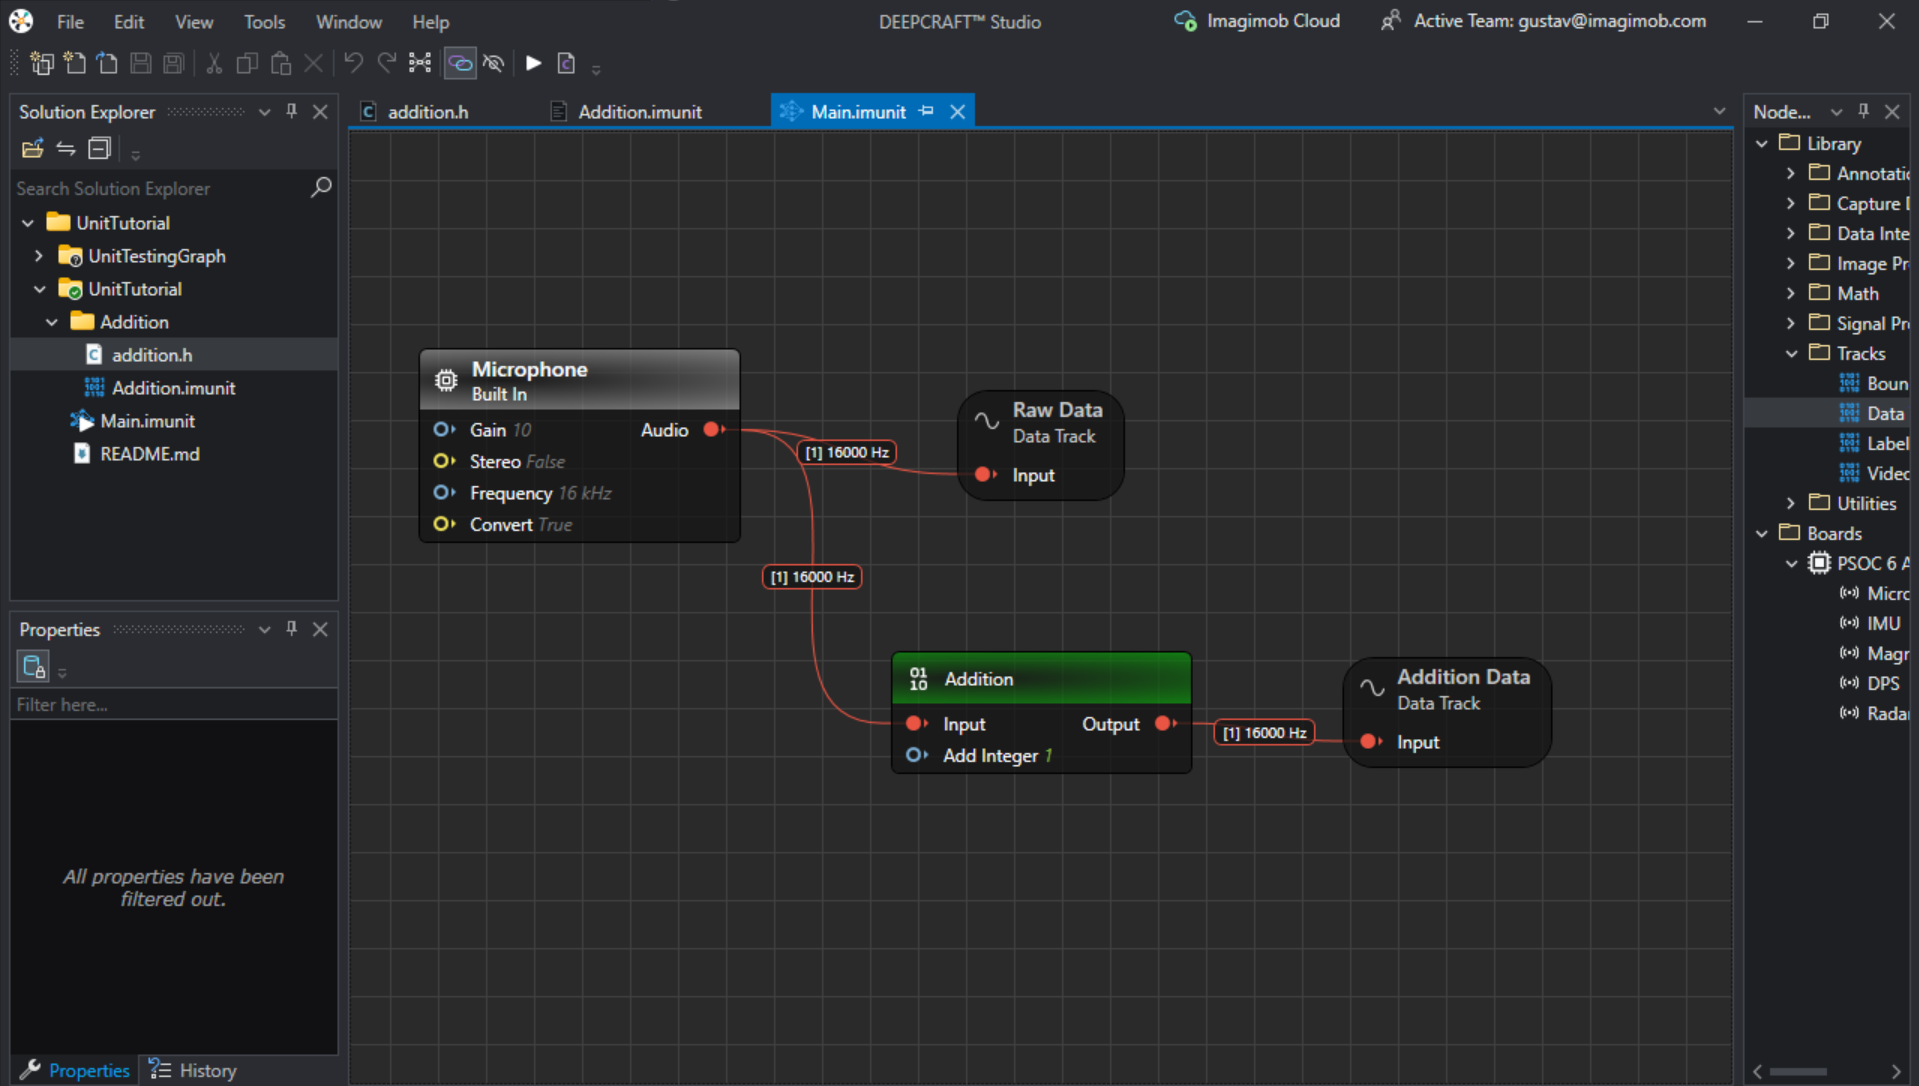 File Edit View Tools Window Help
DEEPCRAFT™ Studio
Imagimob Cloud
Active Team: gustav@imagimob.com
Solution Explorer
Search Solution Explorer
UnitTutorial
UnitTestingGraph
UnitTutorial
Addition
addition.h
Addition.imunit
Main.imunit
README.md
Properties
Filter here...
All properties have been
filtered out.
Properties
History
addition.h
Addition.imunit
Main.imunit
Microphone
Built In
Gain 10
Audio
Stereo False
Frequency 16 kHz
Convert True
[1] 16000 Hz
Raw Data
Data Track
Input
[1] 16000 Hz
01
10
Addition
Input
Output
Add Integer 1
[1] 16000 Hz
Addition Data
Data Track
Input
Node...
Library
Annotatio
Capture
Data Inte
Image Pr
Math
Signal Pr
Tracks
Boun
Data
Label
Video
Utilities
Boards
PSOC 6 A
Micro
IMU
Magn
DPS
Radar